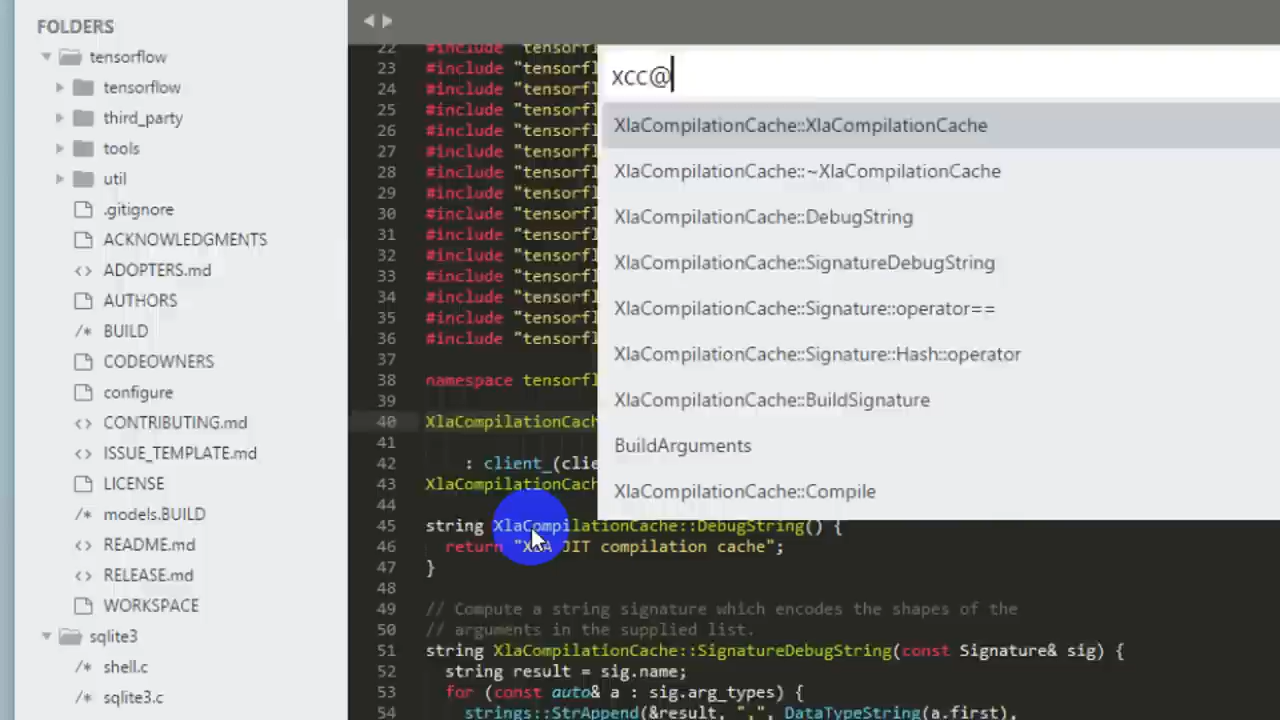 FOLDERS
tensorflow
tensorflow
third_party
tools
util
.gitignore
ACKNOWLEDGMENTS
<> ADOPTERS.md
AUTHORS
/* BUILD
CODEOWNERS
configure
<> CONTRIBUTING.md
<> ISSUE_TEMPLATE.md
LICENSE
<> models.BUILD
<> README.md
<> RELEASE.md
<> WORKSPACE
sqlite3
/* shell.c
/* sqlite3.c
xcc@
XlaCompilationCache::XlaCompilationCache
XlaCompilationCache::~XlaCompilationCache
XlaCompilationCache::DebugString
XlaCompilationCache::SignatureDebugString
XlaCompilationCache::Signature::operator==
XlaCompilationCache::Signature::Hash::operator
XlaCompilationCache::BuildSignature
BuildArguments
XlaCompilationCache::Compile
22 #include "tensorfl
23 #include "tensorfl
24 #include "tensorfl
25 #include "tensorfl
26 #include "tensorfl
27 #include "tensorfl
28 #include "tensorfl
29 #include "tensorfl
30 #include "tensorfl
31 #include "tensorfl
32 #include "tensorfl
33 #include "tensorfl
34 #include "tensorfl
35 #include "tensorfl
36 #include "tensorfl
37
38 namespace tensorfl
39
40 XlaCompilationCach
41
42 : client_(clie
43 XlaCompilationCach
44
45 string XlaCompilationCache::DebugString() {
46 return "XLA JIT compilation cache";
47 }
48
49 // Compute a string signature which encodes the shapes of the
50 // arguments in the supplied list.
51 string XlaCompilationCache::SignatureDebugString(const Signature& sig) {
52 string result = sig.name;
53 for (const auto& a : sig.arg_types) {
54 strings::StrAppend(&result, ",", DataTypeString(a.first),